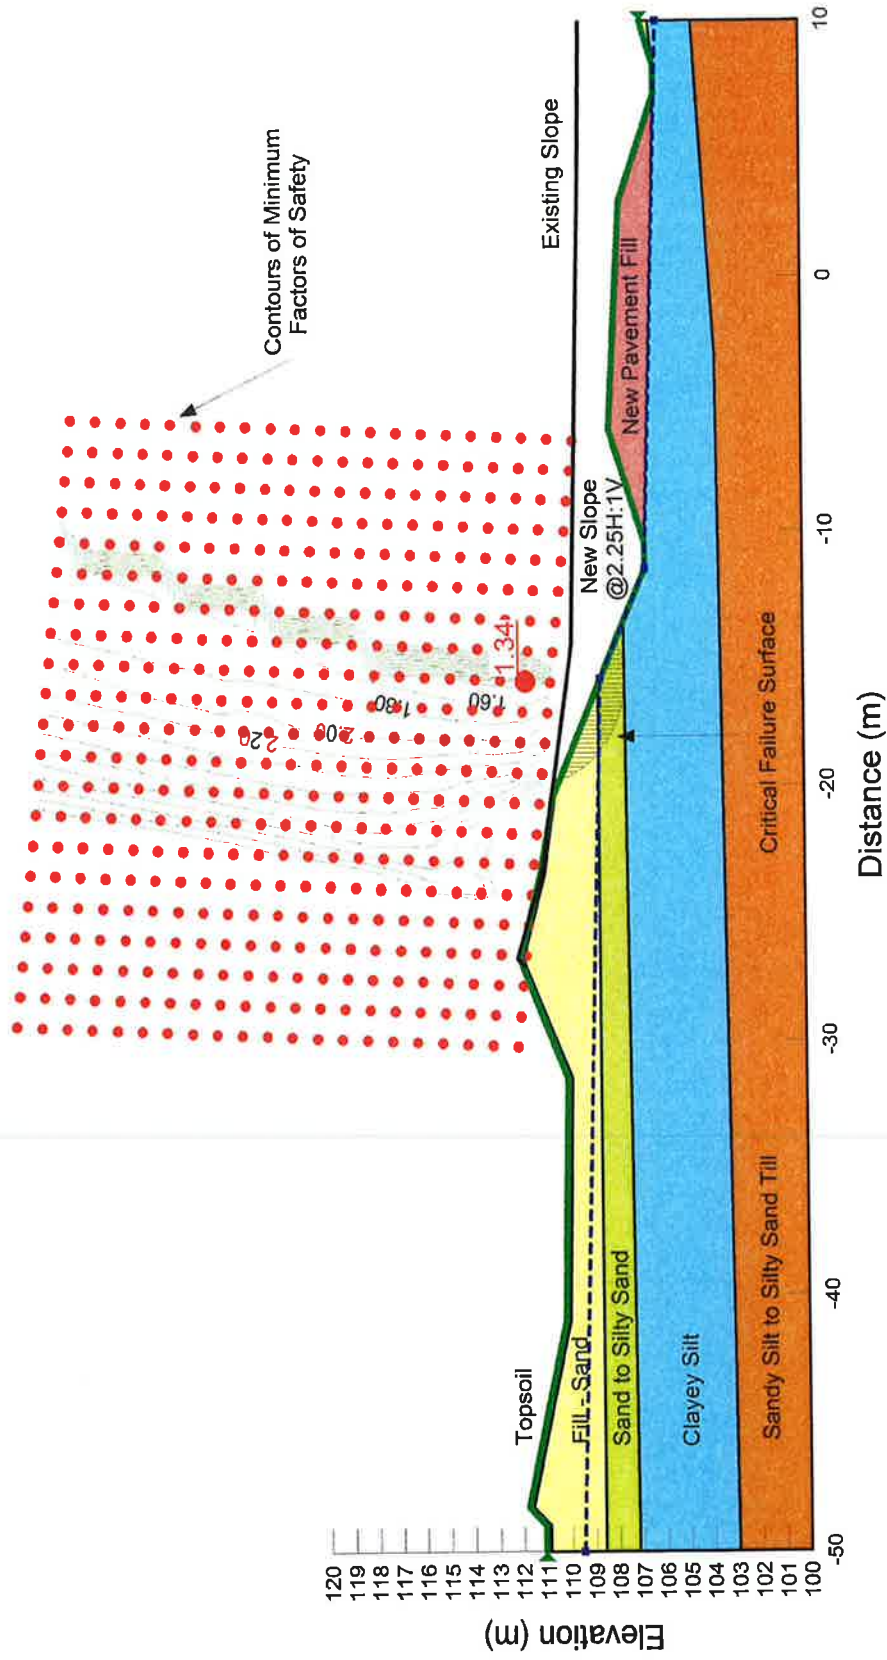 Contours of Minimum
Factors of Safety
Existing Slope
New Slope
@2.25H:1V
New Pavement Fill
1.34
1.60
1.80
2.00
2.20
Topsoil
Fill - Sand
Sand to Silty Sand
Clayey Silt
Sandy Silt to Silty Sand Till
Critical Failure Surface
Elevation (m)
120
119
118
117
116
115
114
113
112
111
110
109
108
107
106
105
104
103
102
101
100
-50
-40
-30
-20
-10
0
10
Distance (m)